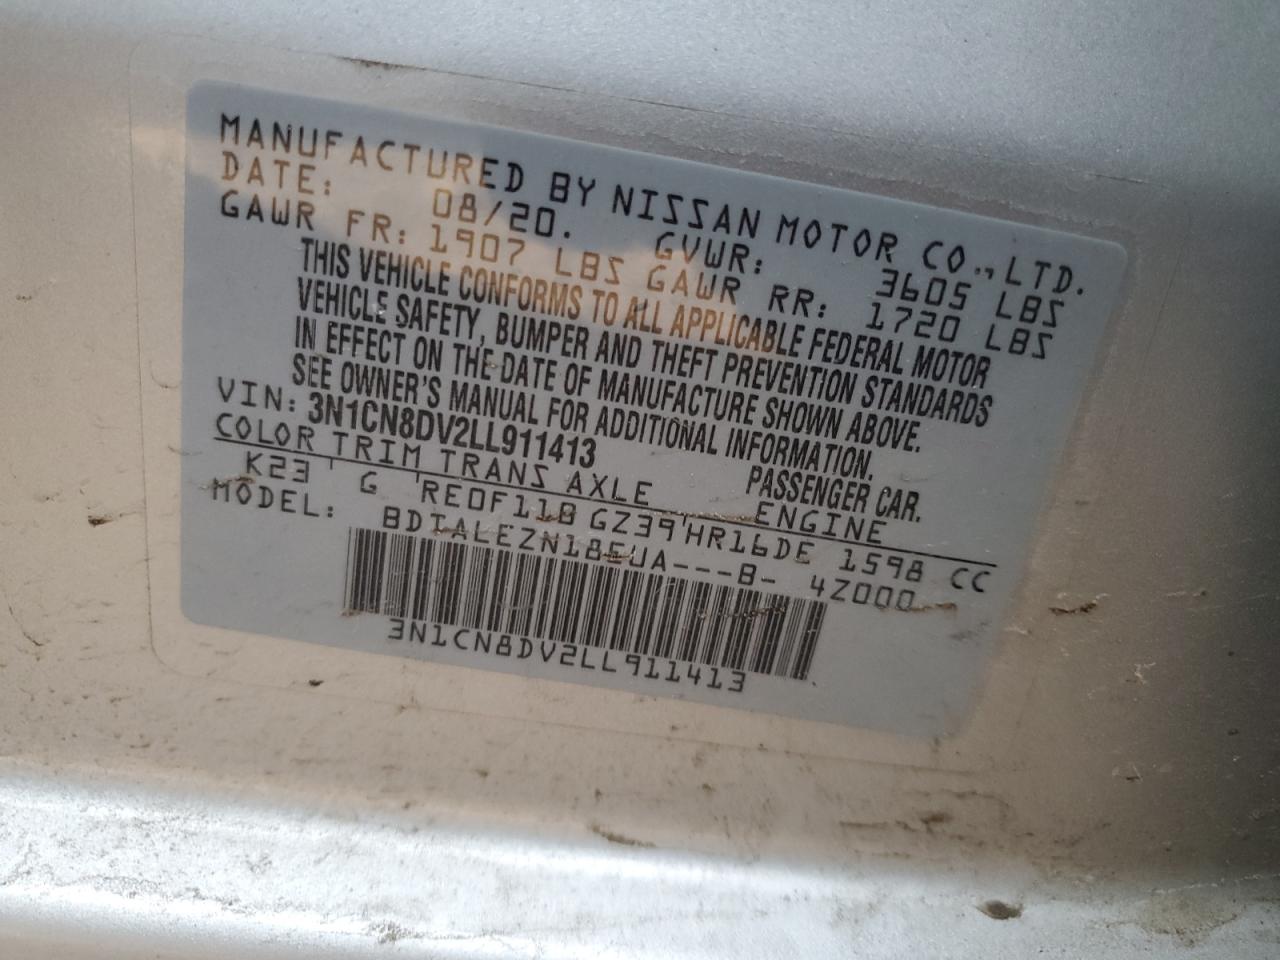 MANUFACTURED BY NISSAN MOTOR CO., LTD.
DATE: 08/20. GVWR: 3605 LBS
GAWR FR: 1907 LBS GAWR RR: 1720 LBS
THIS VEHICLE CONFORMS TO ALL APPLICABLE FEDERAL MOTOR
VEHICLE SAFETY, BUMPER AND THEFT PREVENTION STANDARDS
IN EFFECT ON THE DATE OF MANUFACTURE SHOWN ABOVE.
SEE OWNER'S MANUAL FOR ADDITIONAL INFORMATION.
VIN: 3N1CN8DV2LL911413 PASSENGER CAR.
COLOR TRIM TRANS AXLE ENGINE
K23 G RE0F11B GZ39 HR16DE 1598 CC
MODEL: BDTALEZN18EUA---B- 4Z000
3N1CN8DV2LL911413